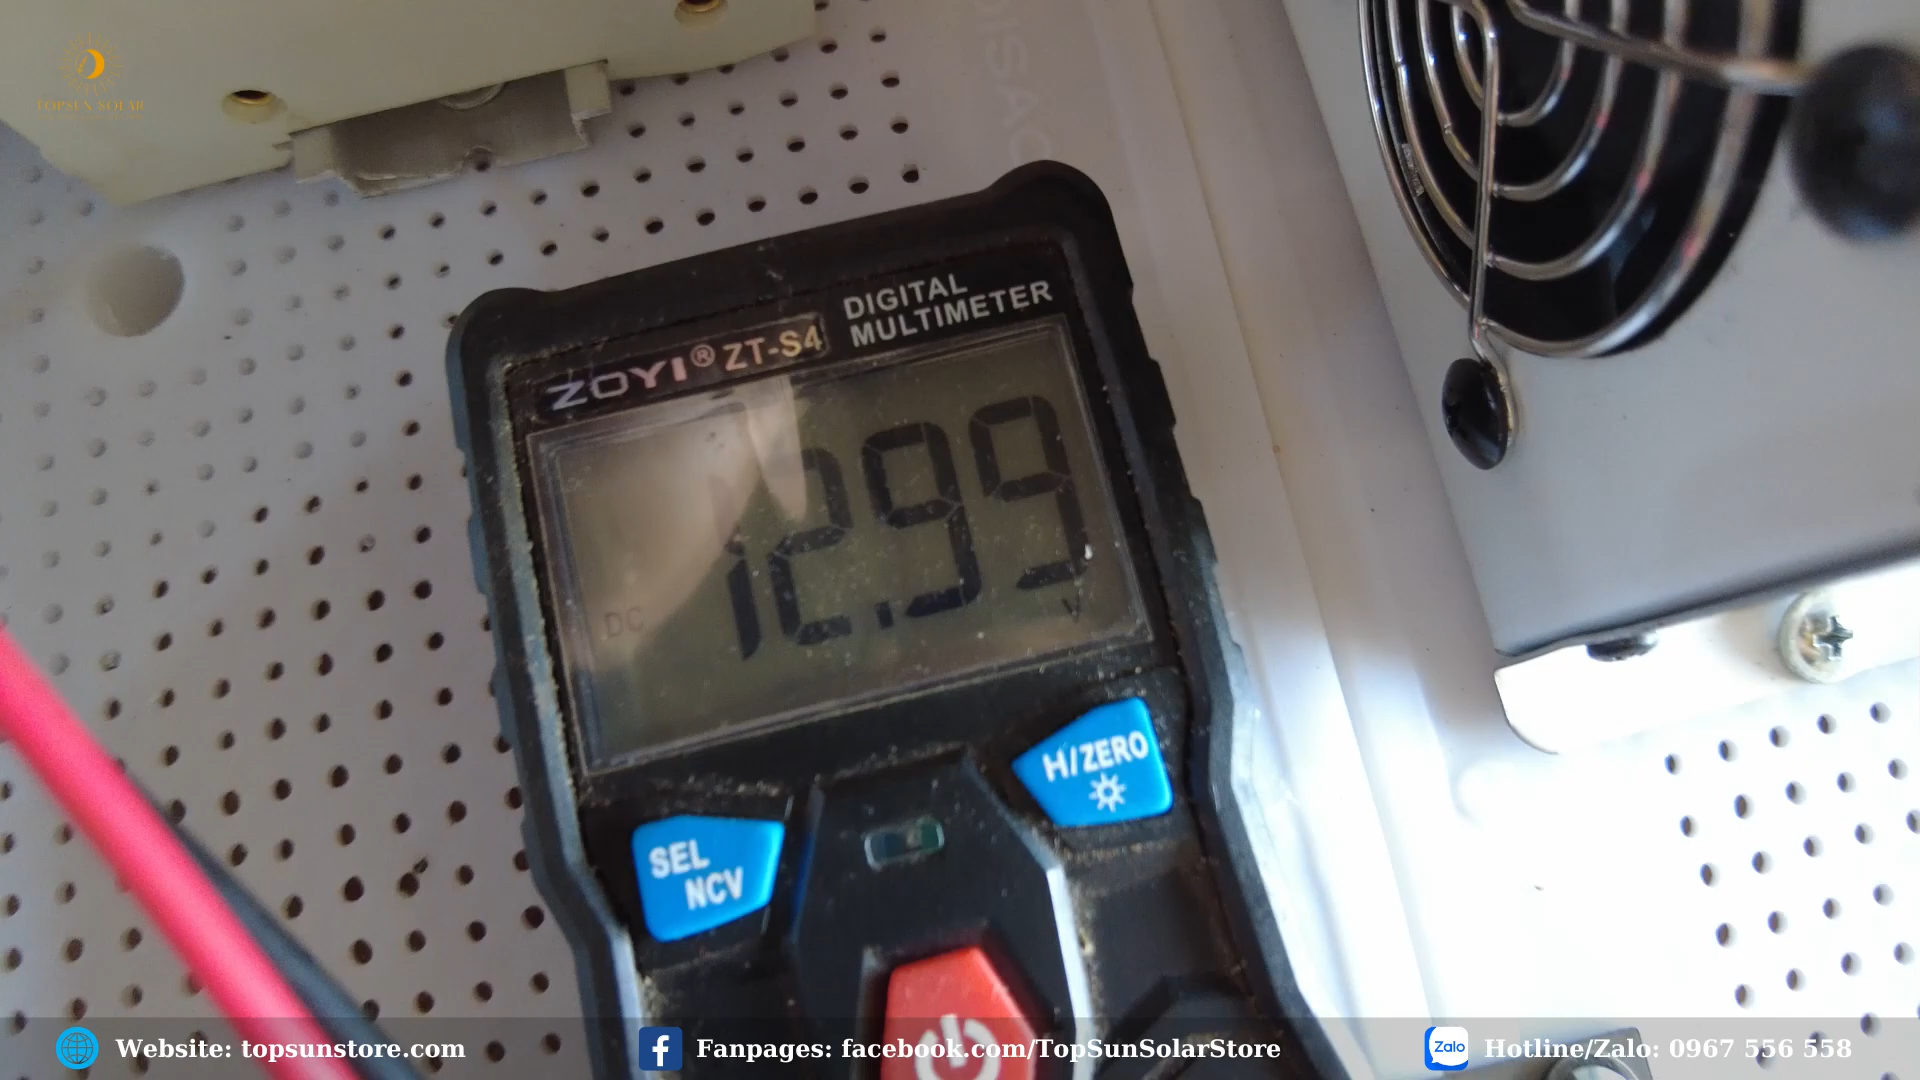 TOPSUN SOLAR
DISAC
ZOYI® ZT-S4
DIGITAL
MULTIMETER
12.99
DC
V
H/ZERO
SEL
NCV
Website: topsunstore.com
Fanpages: facebook.com/TopSunSolarStore
Zalo
Hotline/Zalo: 0967 556 558